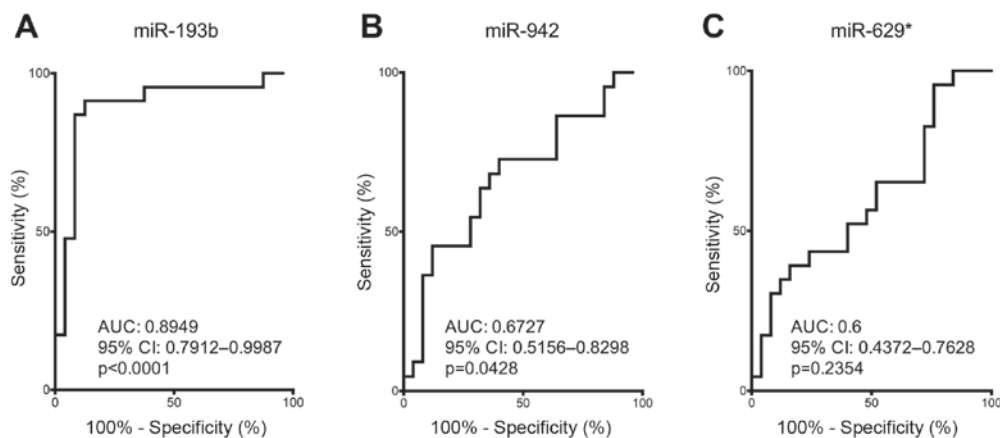 A
miR-193b
100
50
0
Sensitivity (%)
AUC: 0.8949
95% CI: 0.7912–0.9987
p<0.0001
0
50
100
100% - Specificity (%)
B
miR-942
100
50
0
Sensitivity (%)
AUC: 0.6727
95% CI: 0.5156–0.8298
p=0.0428
0
50
100
100% - Specificity (%)
C
miR-629*
100
50
0
Sensitivity (%)
AUC: 0.6
95% CI: 0.4372–0.7628
p=0.2354
0
50
100
100% - Specificity (%)